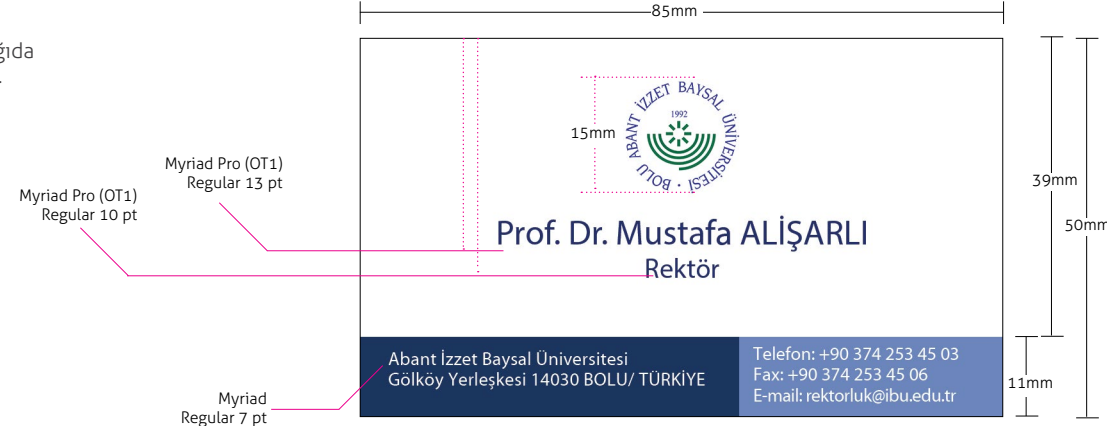 85mm
ğıda
15mm
BOLU ABANT İZZET BAYSAL ÜNİVERSİTESİ
1992
Myriad Pro (OT1)
Regular 13 pt
Myriad Pro (OT1)
Regular 10 pt
39mm
50mm
Prof. Dr. Mustafa ALİŞARLI
Rektör
Abant İzzet Baysal Üniversitesi
Gölköy Yerleşkesi 14030 BOLU/ TÜRKİYE
Telefon: +90 374 253 45 03
Fax: +90 374 253 45 06
E-mail: rektorluk@ibu.edu.tr
11mm
Myriad
Regular 7 pt